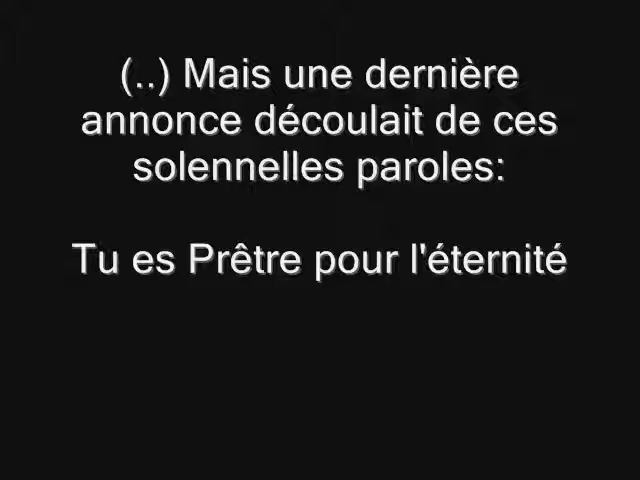 (..) Mais une dernière
annonce découlait de ces
solennelles paroles:
Tu es Prêtre pour l'éternité